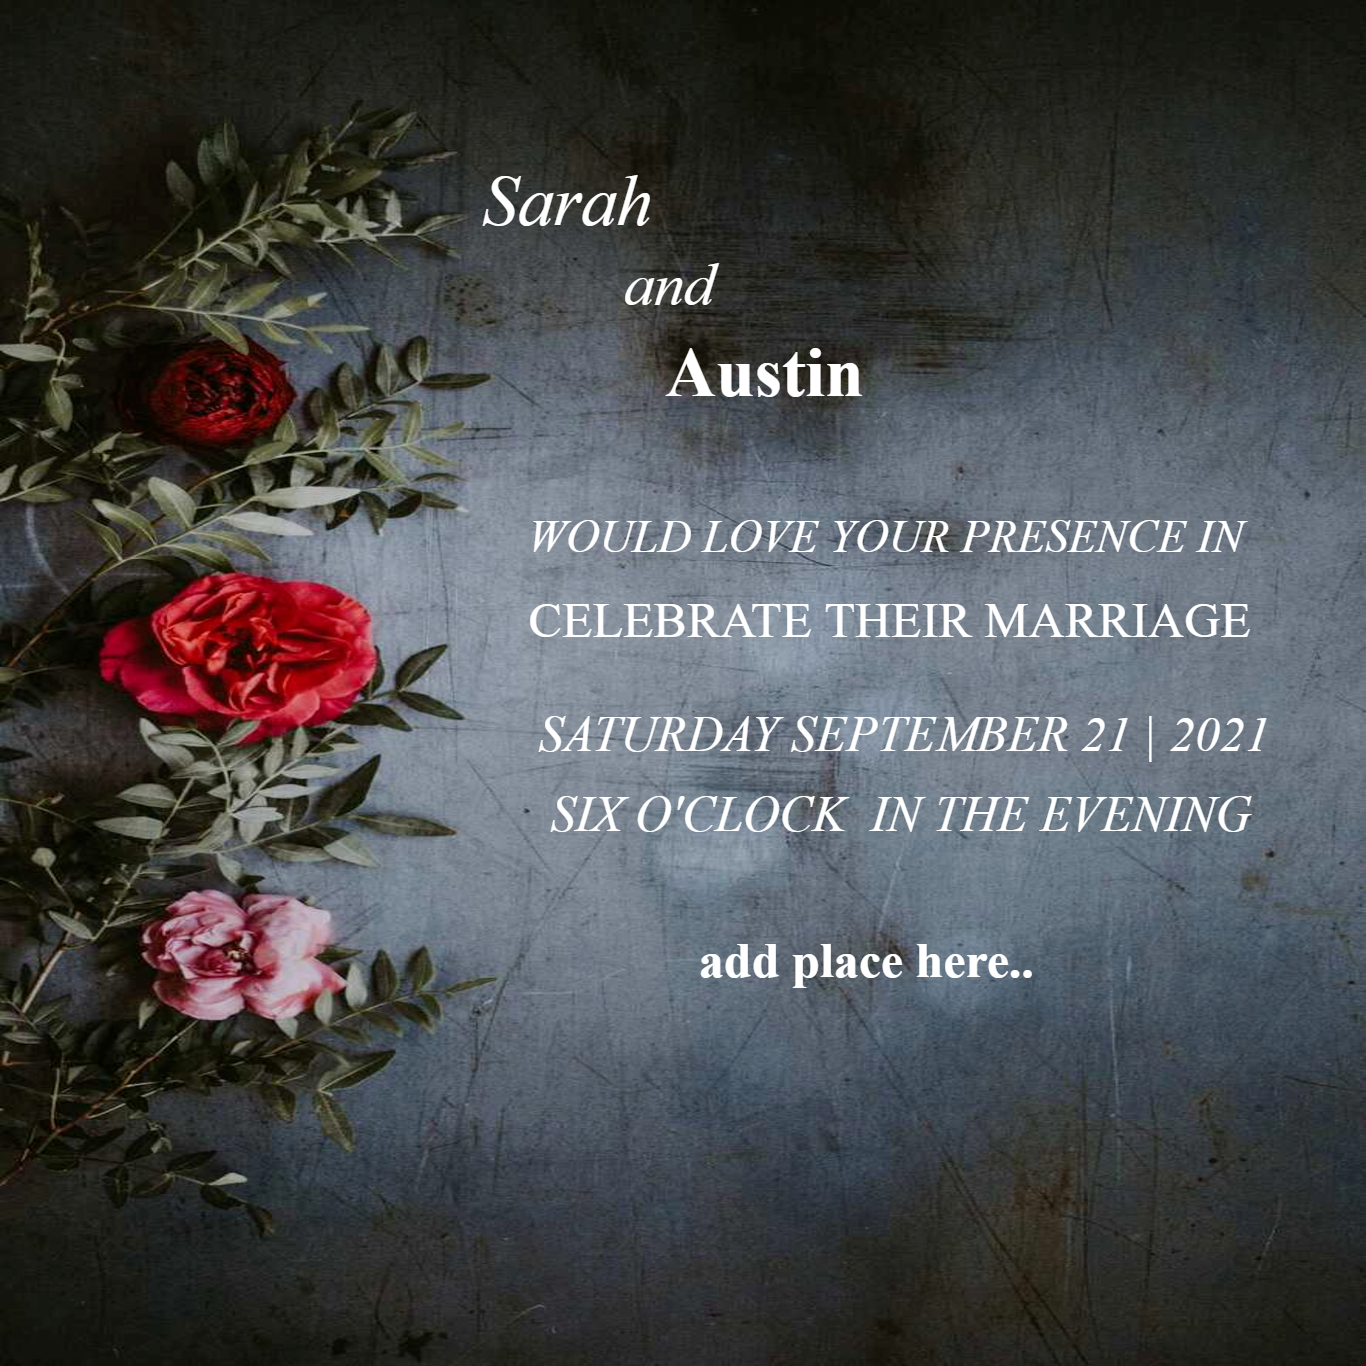 Sarah
and
Austin
WOULD LOVE YOUR PRESENCE IN
CELEBRATE THEIR MARRIAGE
SATURDAY SEPTEMBER 21 | 2021
SIX O'CLOCK  IN THE EVENING
add place here..